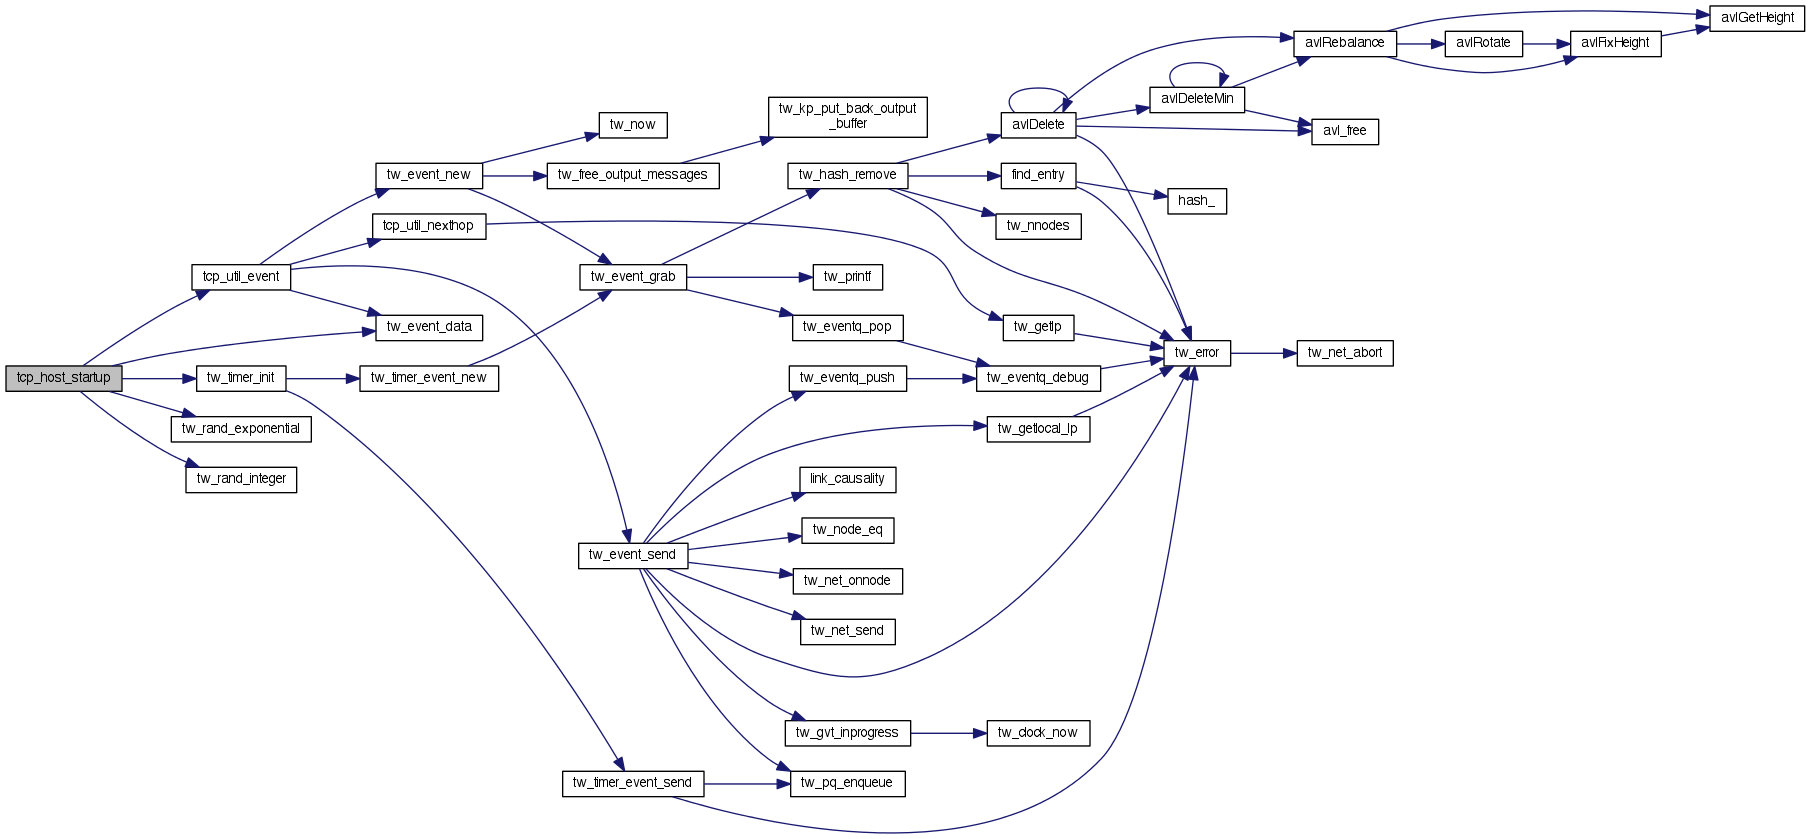 avlGetHeight
avlRebalance
avlRotate
avlFixHeight
avlDeleteMin
tw_kp_put_back_output
_buffer
tw_now
avlDelete
avl_free
tw_event_new
tw_free_output_messages
tw_hash_remove
find_entry
hash_
tcp_util_nexthop
tw_nnodes
tcp_util_event
tw_event_grab
tw_printf
tw_event_data
tw_eventq_pop
tw_getlp
tw_error
tw_net_abort
tcp_host_startup
tw_timer_init
tw_timer_event_new
tw_eventq_push
tw_eventq_debug
tw_rand_exponential
tw_getlocal_lp
tw_rand_integer
link_causality
tw_node_eq
tw_event_send
tw_net_onnode
tw_net_send
tw_gvt_inprogress
tw_clock_now
tw_timer_event_send
tw_pq_enqueue